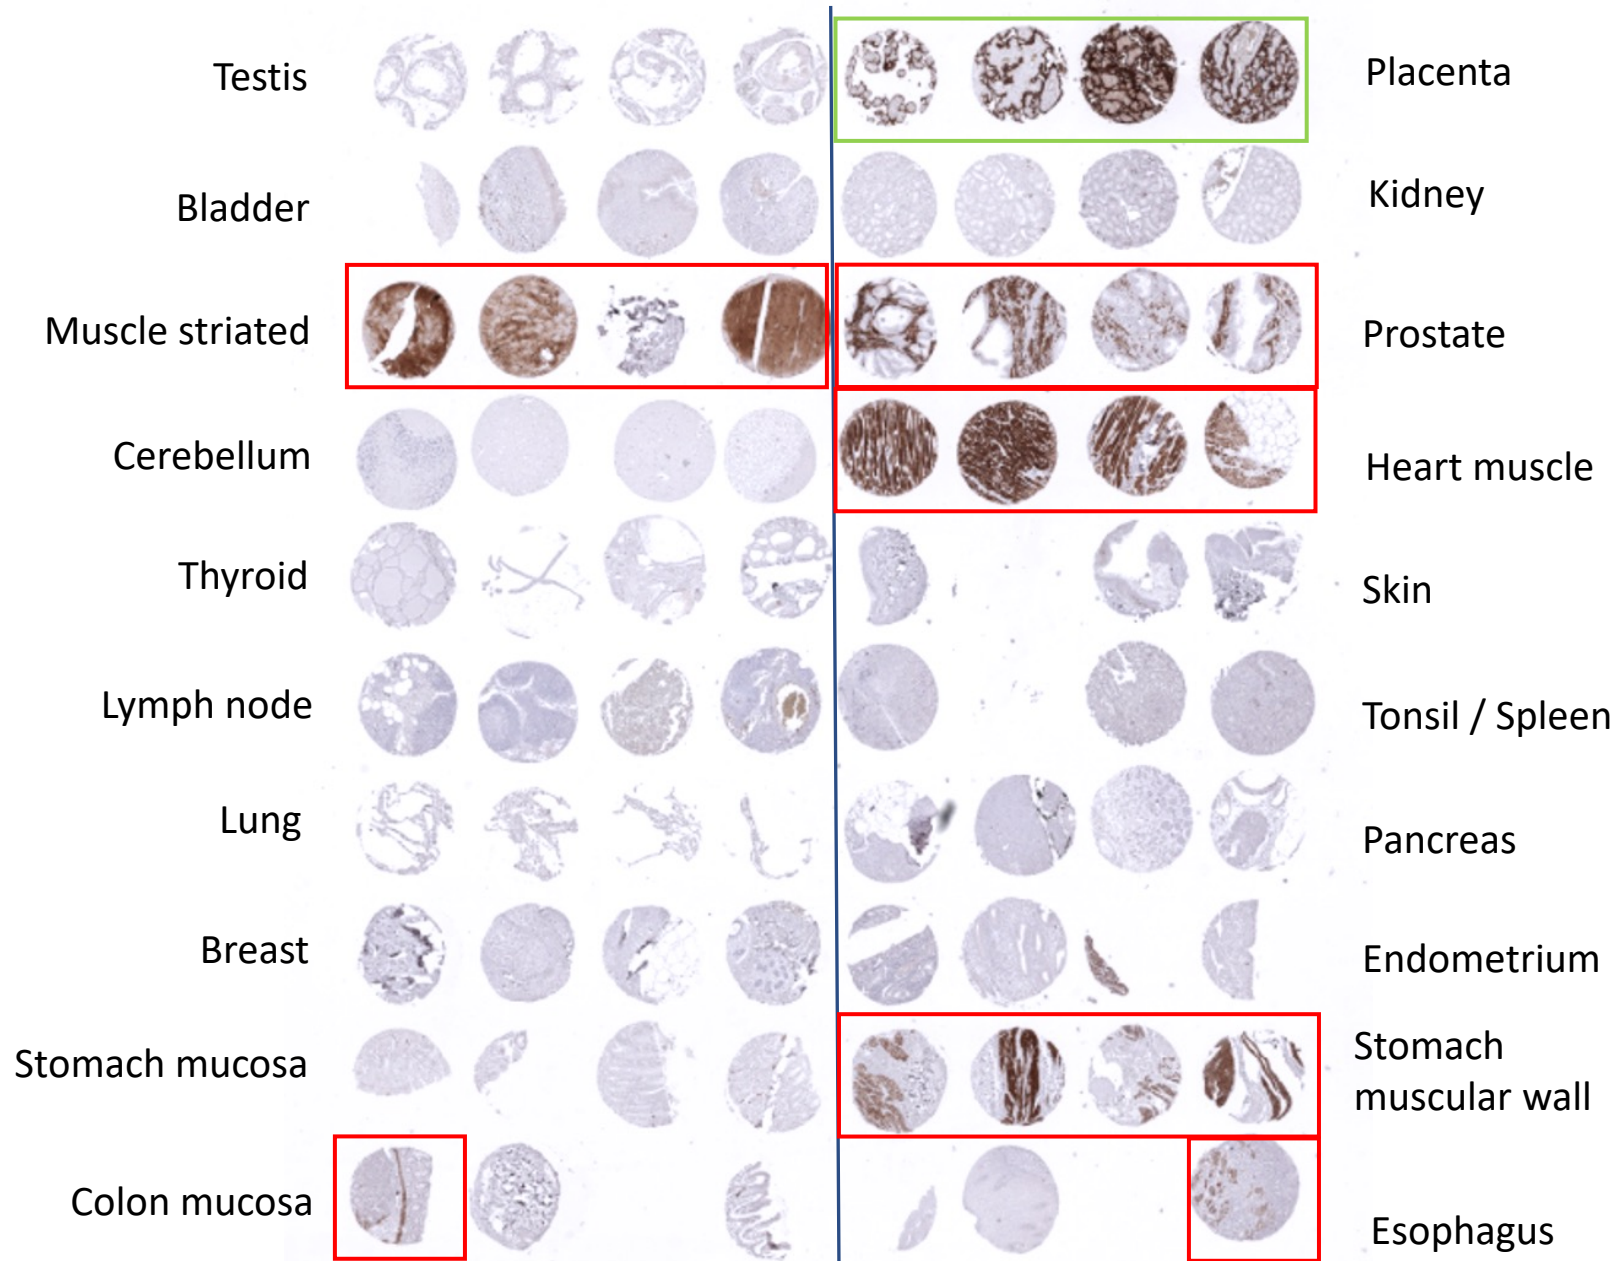 Testis
Placenta
Bladder
Kidney
Muscle striated
Prostate
Cerebellum
Heart muscle
Thyroid
Skin
Lymph node
Tonsil / Spleen
Lung
Pancreas
Breast
Endometrium
Stomach mucosa
Stomach
muscular wall
Colon mucosa
Esophagus